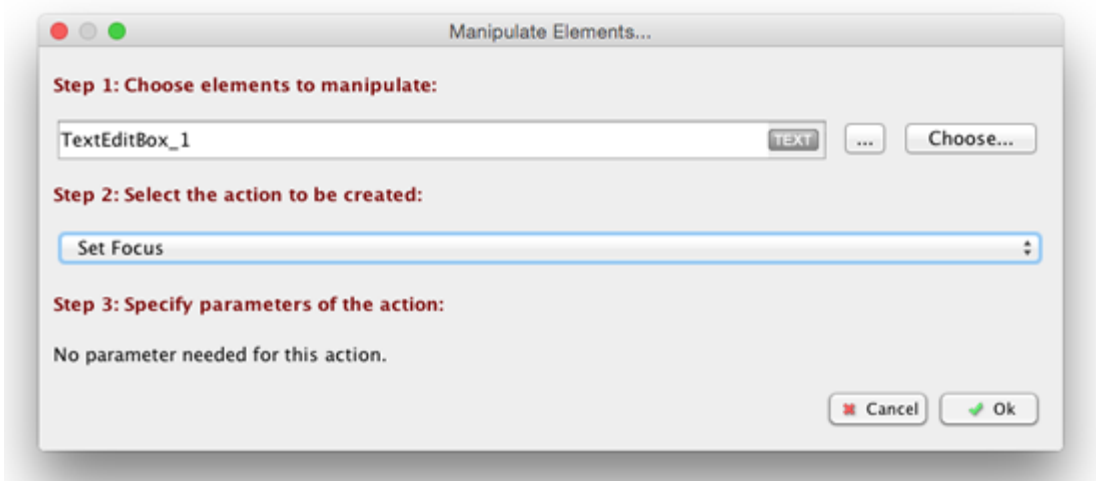 Manipulate Elements...
Step 1: Choose elements to manipulate:
TextEditBox_1 TEXT ... Choose...
Step 2: Select the action to be created:
Set Focus
Step 3: Specify parameters of the action:
No parameter needed for this action.
Cancel Ok